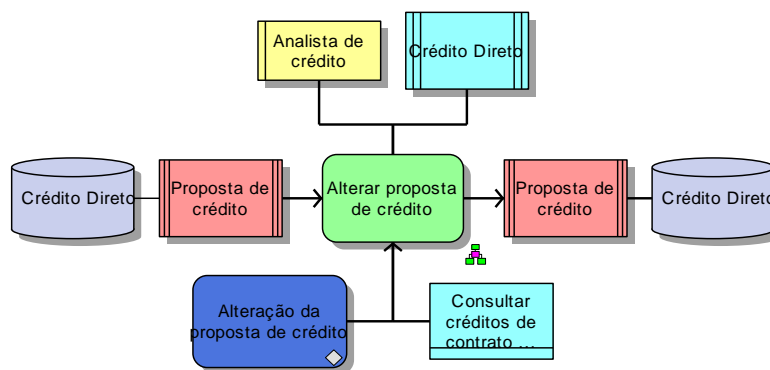 Analista de
crédito
Crédito Direto
Crédito Direto
Proposta de
crédito
Alterar proposta
de crédito
Proposta de
crédito
Crédito Direto
Alteração da
proposta de crédito
Consultar
créditos de
contrato ...